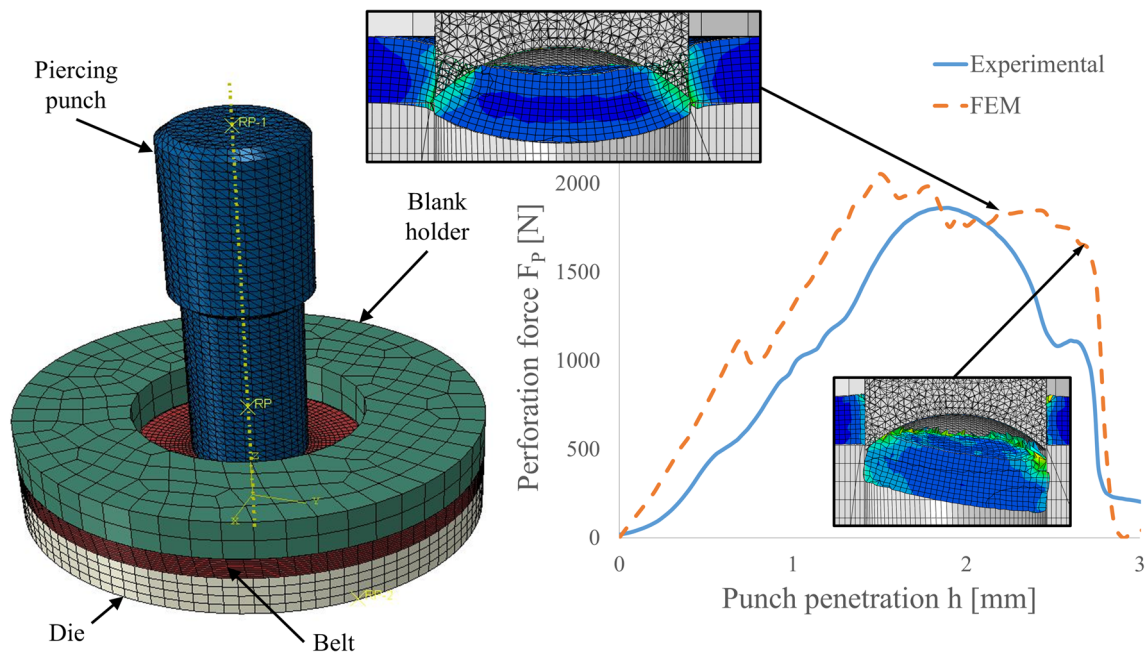 Piercing
punch
RP-1
Blank
holder
RP
Z
X
Y
RP-2
Die
Belt
Experimental
FEM
Perforation force F_P [N]
2000
1500
1000
500
0
0 1 2 3
Punch penetration h [mm]